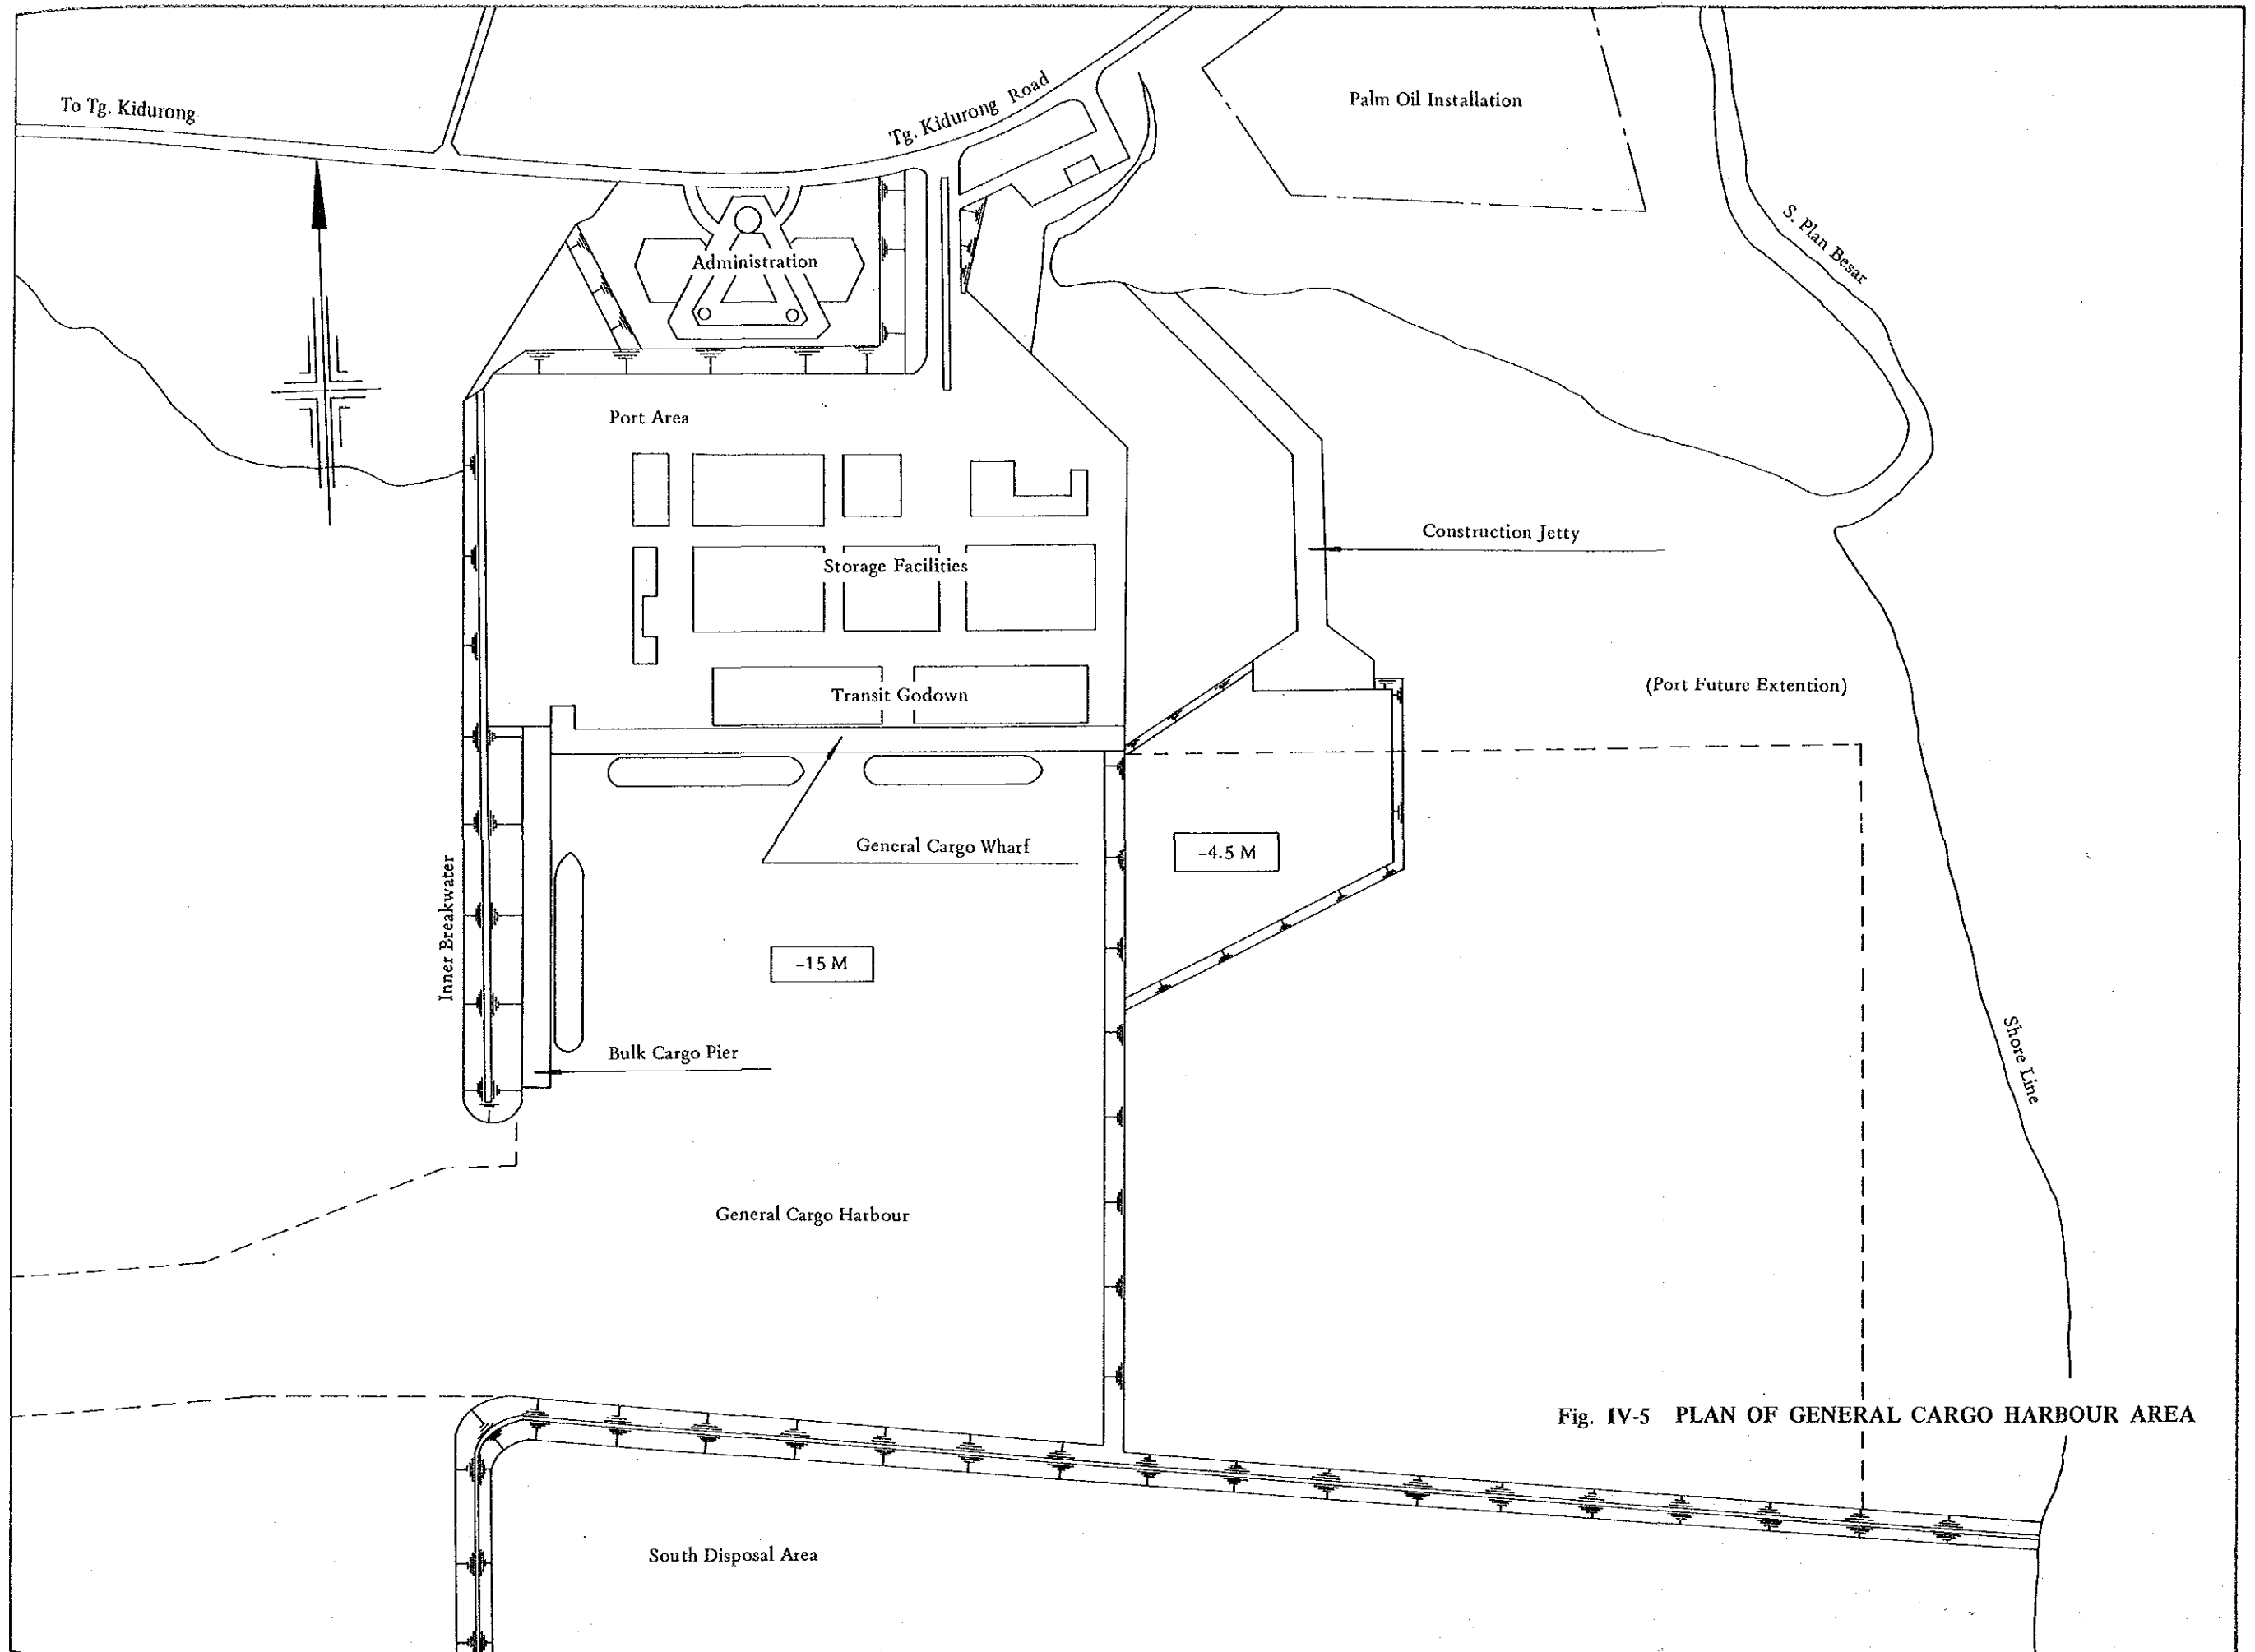 To Tg. Kidurong
Tg. Kidurong Road
Palm Oil Installation
S. Plan Besar
Administration
Port Area
Construction Jetty
Storage Facilities
(Port Future Extention)
Transit Godown
General Cargo Wharf
-4.5 M
Inner Breakwater
-15 M
Bulk Cargo Pier
Shore Line
General Cargo Harbour
Fig. IV-5 PLAN OF GENERAL CARGO HARBOUR AREA
South Disposal Area